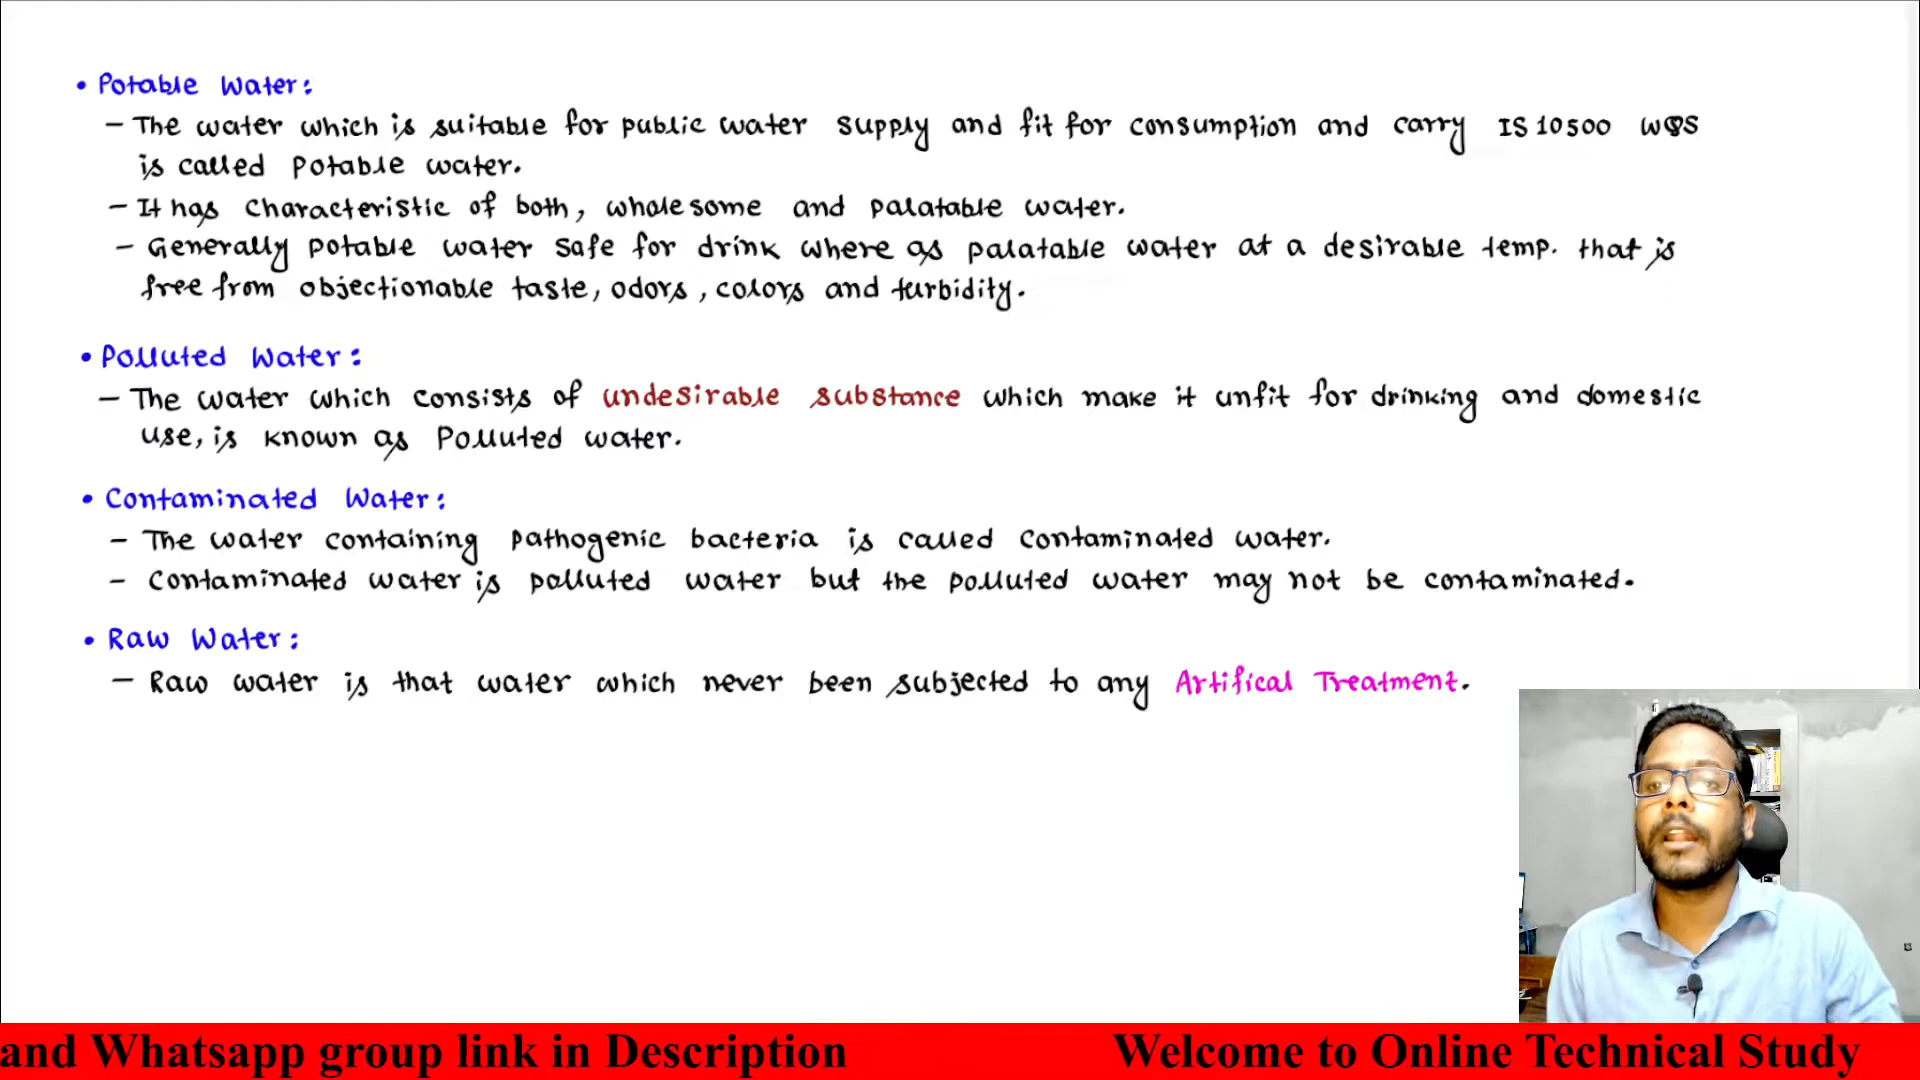 • Potable Water:
– The water which is suitable for public water supply and fit for consumption and carry IS 10500 WQS
is called Potable water.
– It has characteristic of both, wholesome and palatable water.
– Generally potable water safe for drink where as palatable water at a desirable temp. that is
free from objectionable taste, odors, colors and turbidity.
• Polluted Water:
– The water which consists of undesirable substance which make it unfit for drinking and domestic
use, is known as Polluted water.
• Contaminated Water:
– The water containing pathogenic bacteria is called contaminated water.
– Contaminated water is polluted water but the polluted water may not be contaminated.
• Raw Water:
– Raw water is that water which never been subjected to any Artifical Treatment.
and Whatsapp group link in Description Welcome to Online Technical Study